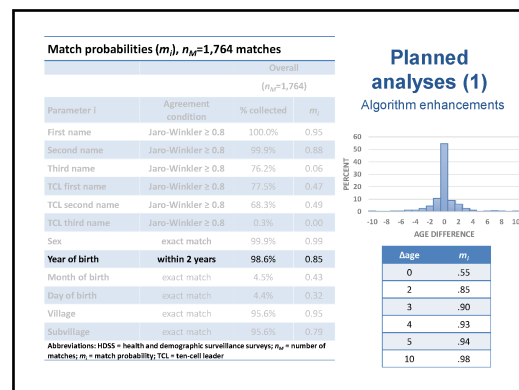 Match probabilities (mi), nM=1,764 matches
Overall
(nM=1,764)
Parameter i Agreement condition % collected mi
First name Jaro-Winkler ≥ 0.8 100.0% 0.95
Second name Jaro-Winkler ≥ 0.8 99.9% 0.88
Third name Jaro-Winkler ≥ 0.8 76.2% 0.06
TCL first name Jaro-Winkler ≥ 0.8 77.5% 0.47
TCL second name Jaro-Winkler ≥ 0.8 68.3% 0.49
TCL third name Jaro-Winkler ≥ 0.8 0.3% 0.00
Sex exact match 99.9% 0.99
Year of birth within 2 years 98.6% 0.85
Month of birth exact match 4.5% 0.43
Day of birth exact match 4.4% 0.32
Village exact match 95.6% 0.95
Subvillage exact match 95.6% 0.79
Abbreviations: HDSS = health and demographic surveillance surveys; nM = number of
matches; mi = match probability; TCL = ten-cell leader
Planned
analyses (1)
Algorithm enhancements
60
50
40
30
20
10
0
PERCENT
-10 -8 -6 -4 -2 0 2 4 6 8 10
AGE DIFFERENCE
Δage mi
0 .55
2 .85
3 .90
4 .93
5 .94
10 .98